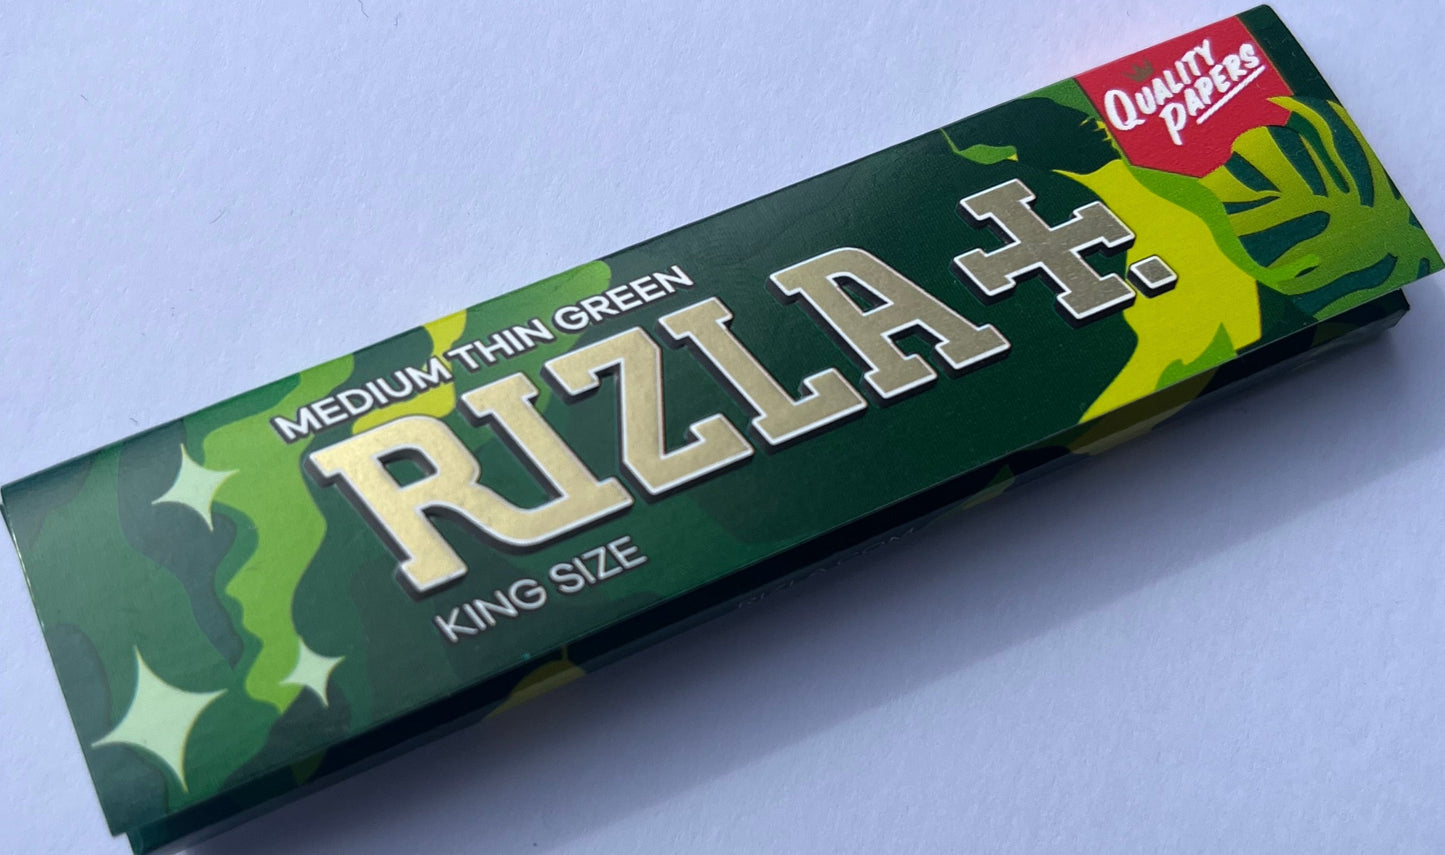 QUALITY
PAPERS
MEDIUM THIN GREEN
RIZLA+.
KING SIZE